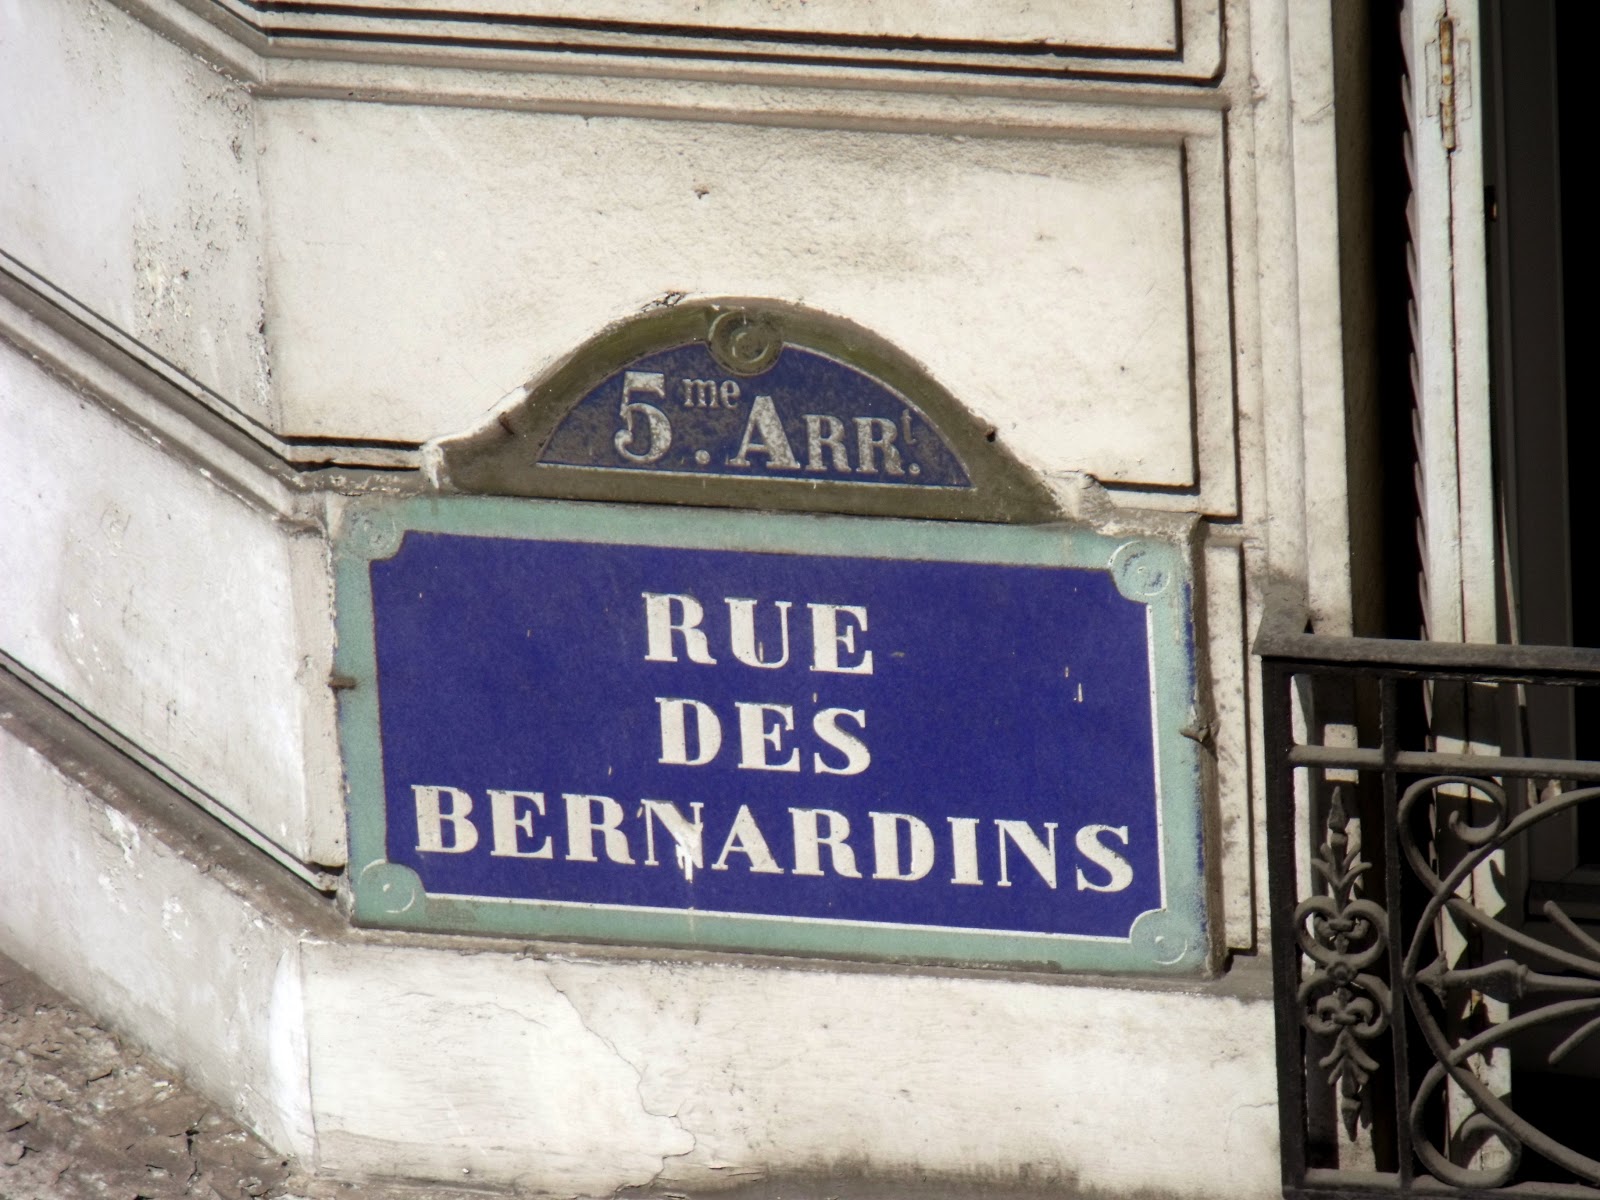 5me. ARRt.
RUE
DES
BERNARDINS